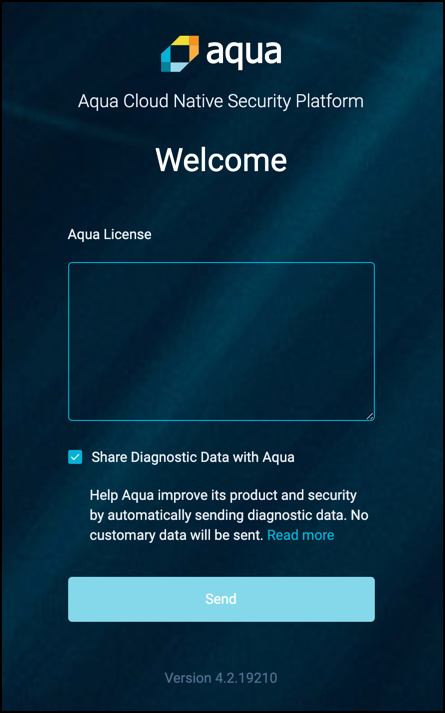 aqua
Aqua Cloud Native Security Platform
Welcome
Aqua License
Share Diagnostic Data with Aqua
Help Aqua improve its product and security
by automatically sending diagnostic data. No
customary data will be sent. Read more
Send
Version 4.2.19210